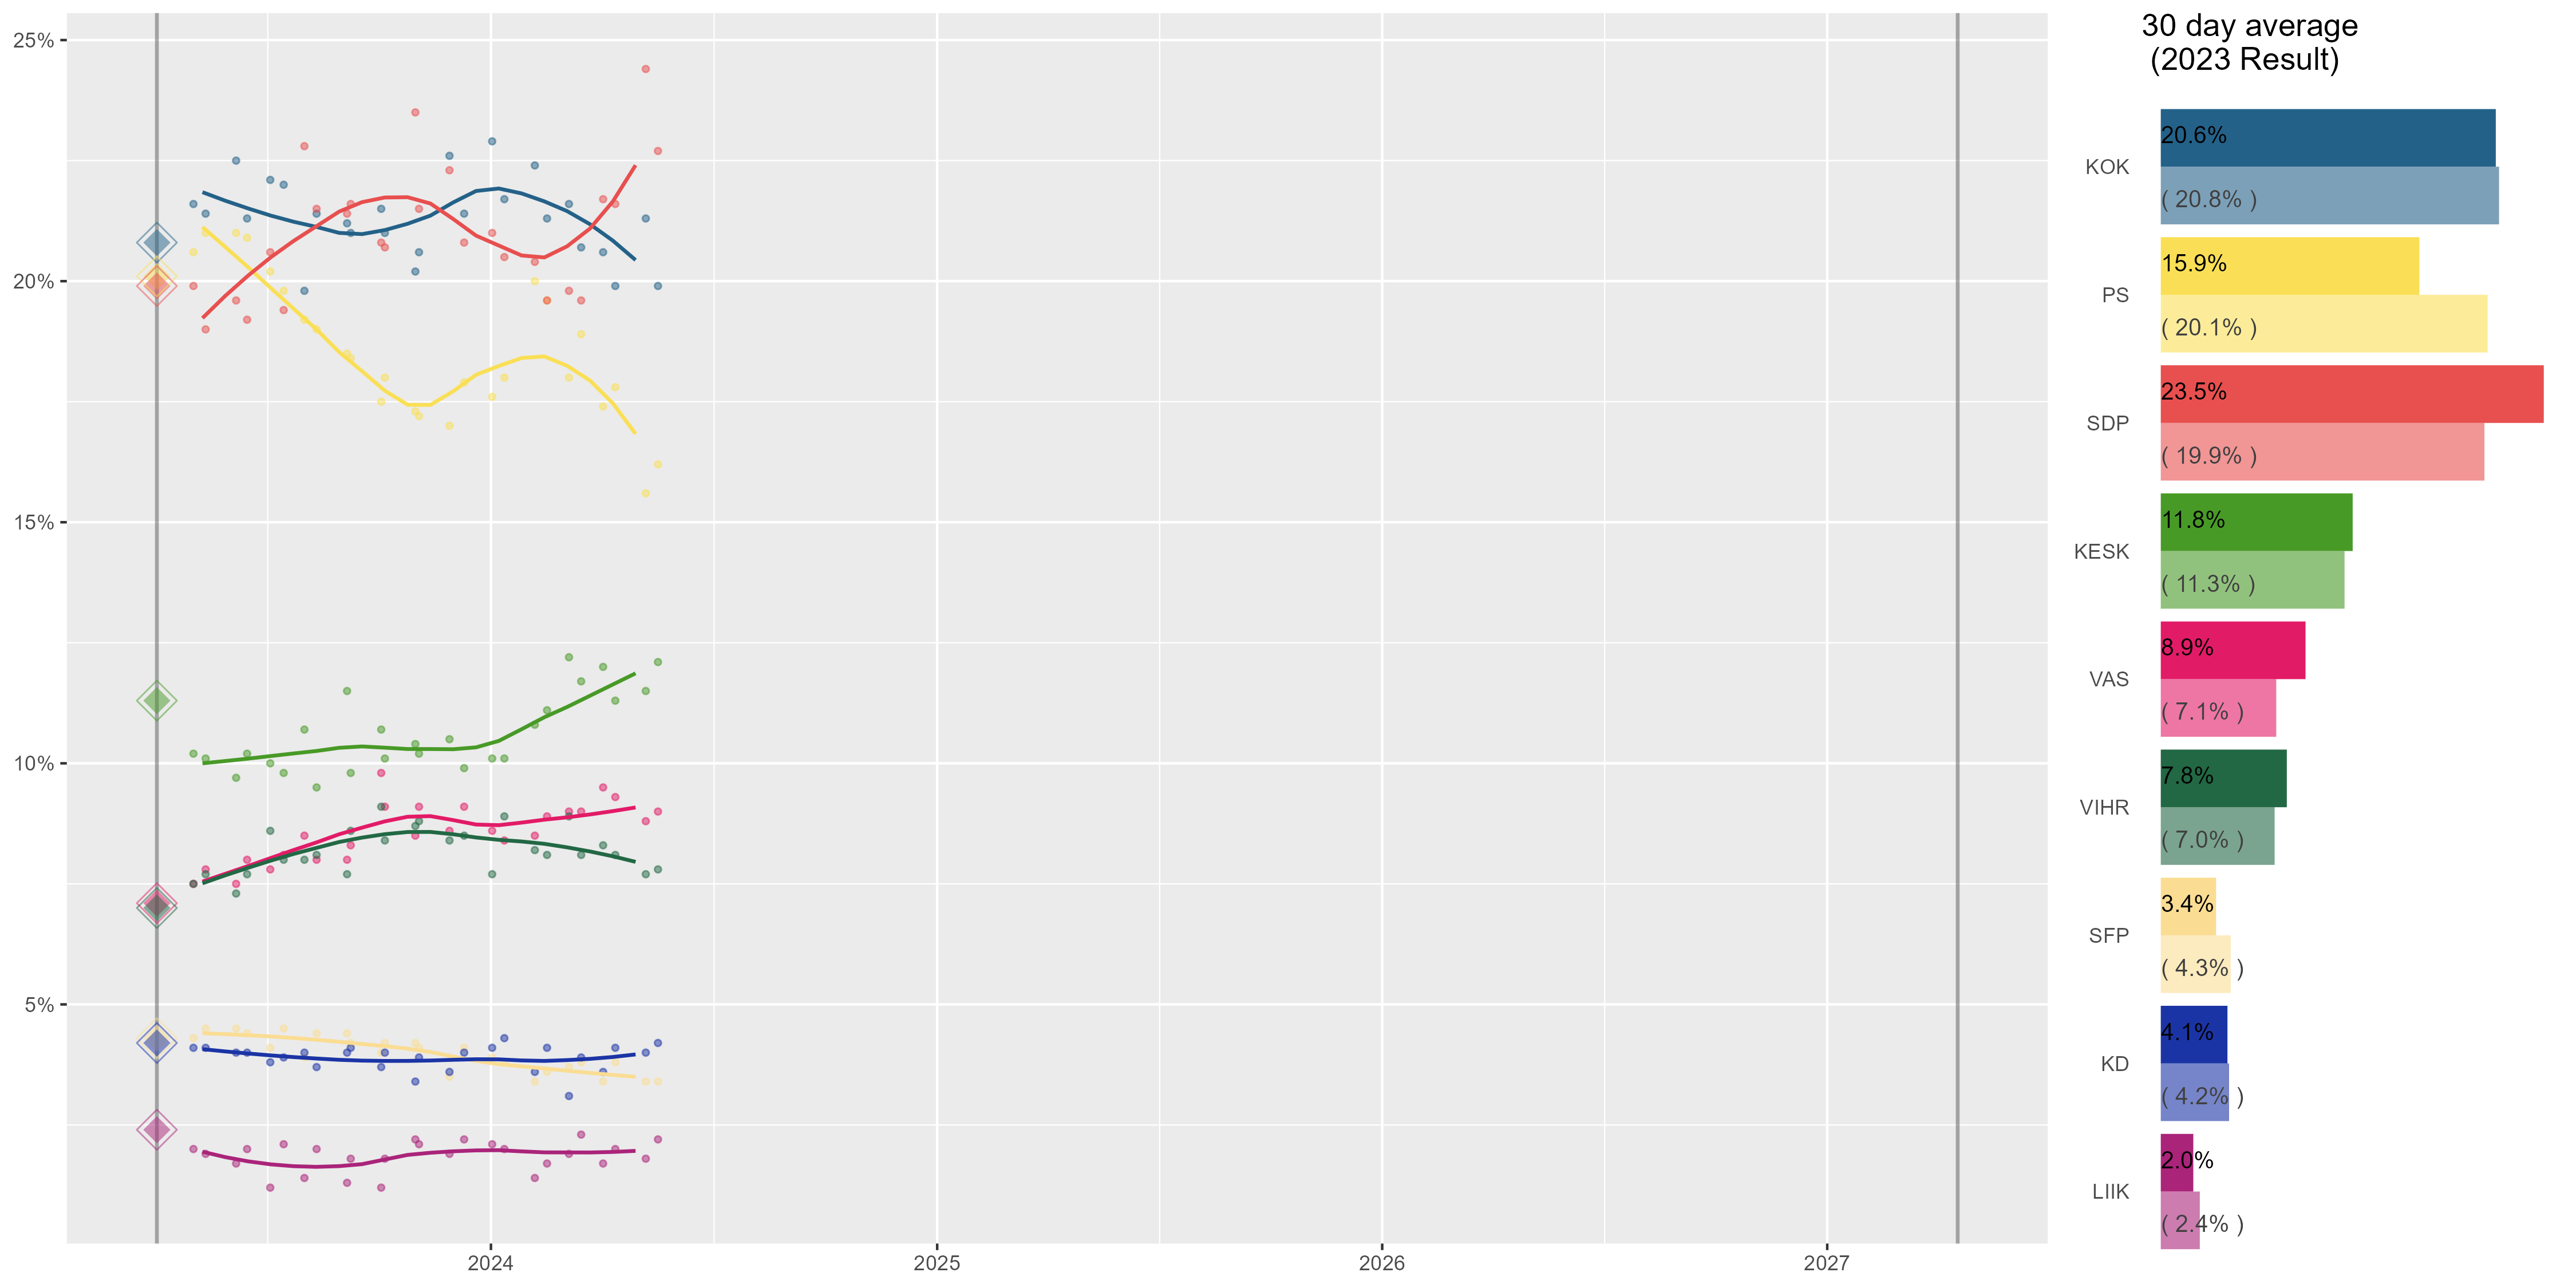 25%
20%
15%
10%
5%
2024
2025
2026
2027
30 day average
(2023 Result)
KOK
20.6%
( 20.8% )
PS
15.9%
( 20.1% )
SDP
23.5%
( 19.9% )
KESK
11.8%
( 11.3% )
VAS
8.9%
( 7.1% )
VIHR
7.8%
( 7.0% )
SFP
3.4%
( 4.3% )
KD
4.1%
( 4.2% )
LIIK
2.0%
( 2.4% )